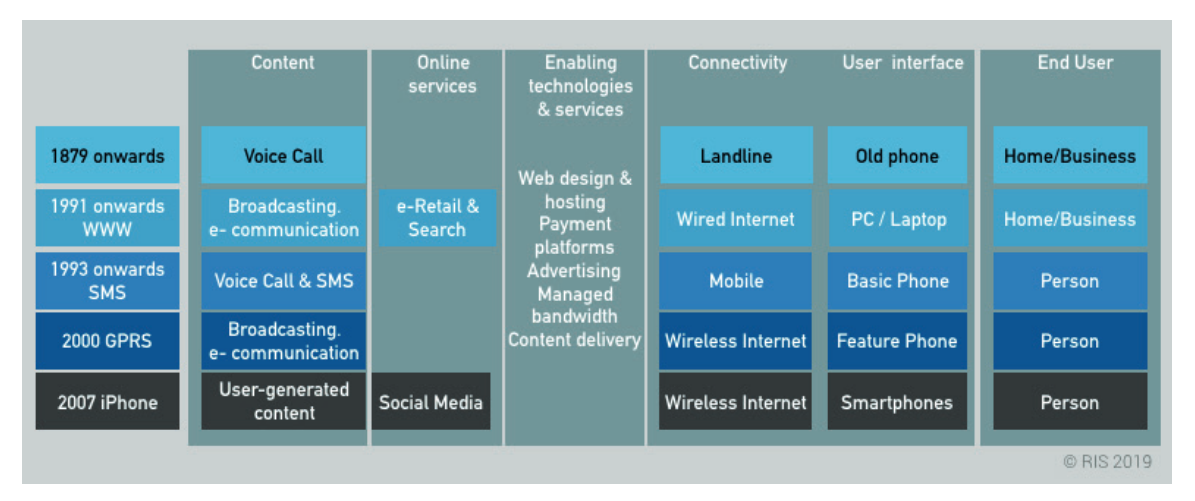 Content
Online
services
Enabling
technologies
& services
Connectivity
User interface
End User
1879 onwards
Voice Call
Landline
Old phone
Home/Business
1991 onwards
WWW
Broadcasting.
e- communication
e-Retail &
Search
Wired Internet
PC / Laptop
Home/Business
1993 onwards
SMS
Voice Call & SMS
Mobile
Basic Phone
Person
2000 GPRS
Broadcasting.
e- communication
Wireless Internet
Feature Phone
Person
2007 iPhone
User-generated
content
Social Media
Wireless Internet
Smartphones
Person
Web design &
hosting
Payment
platforms
Advertising
Managed
bandwidth
Content delivery
© RIS 2019